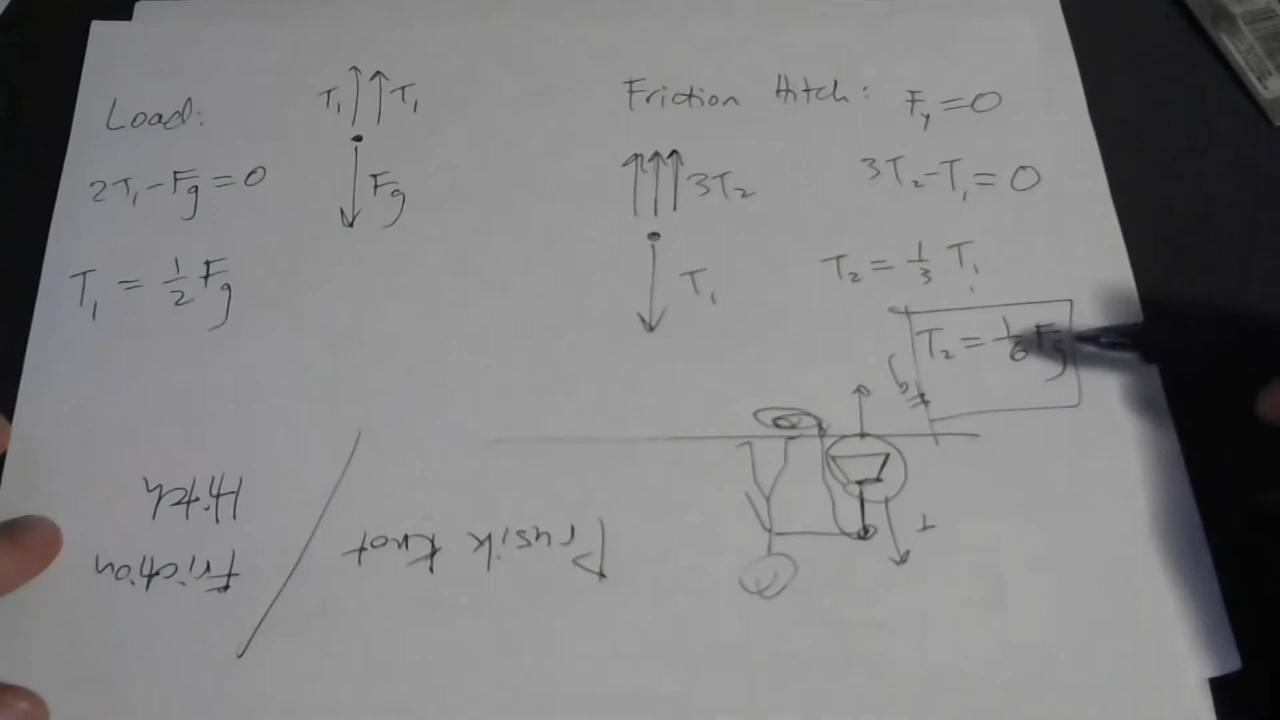 Load:
T₁ T₁
Fg
2T₁ - Fg = 0
T₁ = 1/2 Fg
Friction Hitch: Fy = 0
3T₂
T₁
3T₂ - T₁ = 0
T₂ = 1/3 T₁
T₂ = 1/6 Fg
Friction
Hitch
Prusik Knot